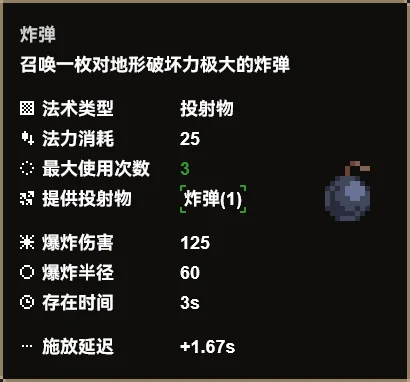 炸弹
召唤一枚对地形破坏力极大的炸弹
法术类型 投射物
法力消耗 25
最大使用次数 3
提供投射物 炸弹(1)
爆炸伤害 125
爆炸半径 60
存在时间 3s
施放延迟 +1.67s